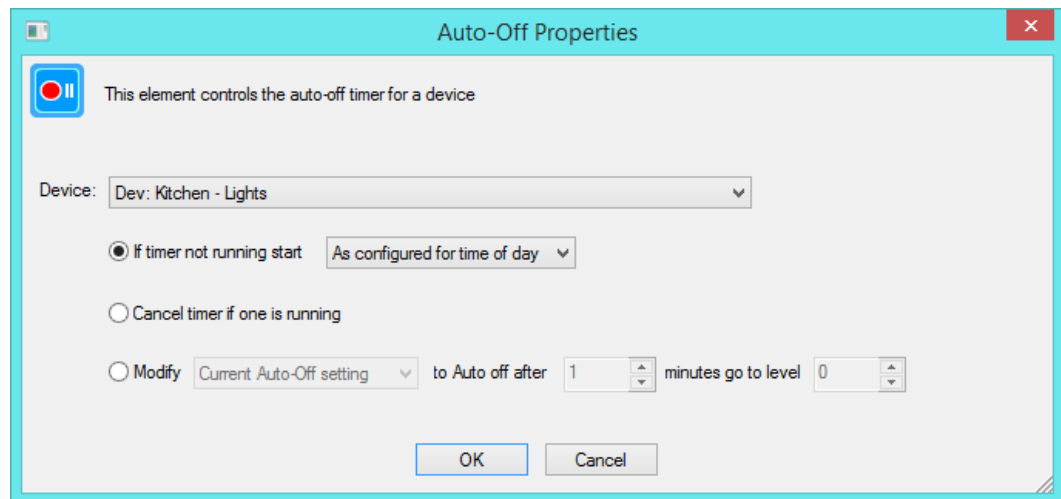 Auto-Off Properties
This element controls the auto-off timer for a device
Device: Dev: Kitchen - Lights
If timer not running start As configured for time of day
Cancel timer if one is running
Modify Current Auto-Off setting to Auto off after 1 minutes go to level 0
OK Cancel